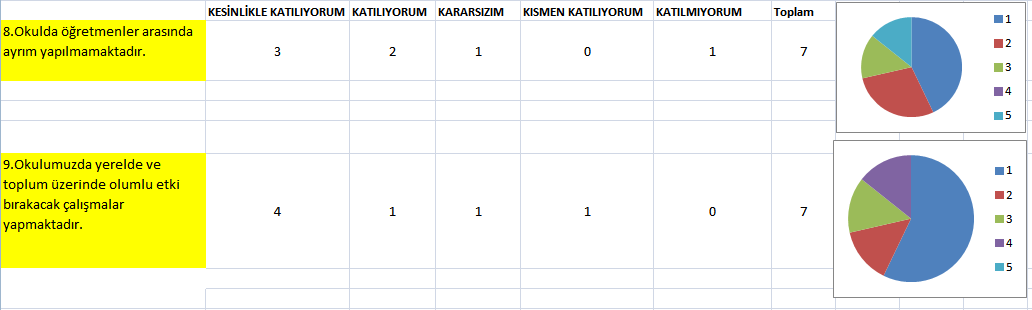 KESİNLİKLE KATILIYORUM KATILIYORUM KARARSIZIM KISMEN KATILIYORUM KATILMIYORUM Toplam
8.Okulda öğretmenler arasında
ayrım yapılmamaktadır.
3 2 1 0 1 7
1
2
3
4
5
9.Okulumuzda yerelde ve
toplum üzerinde olumlu etki
bırakacak çalışmalar
yapmaktadır.
4 1 1 1 0 7
1
2
3
4
5